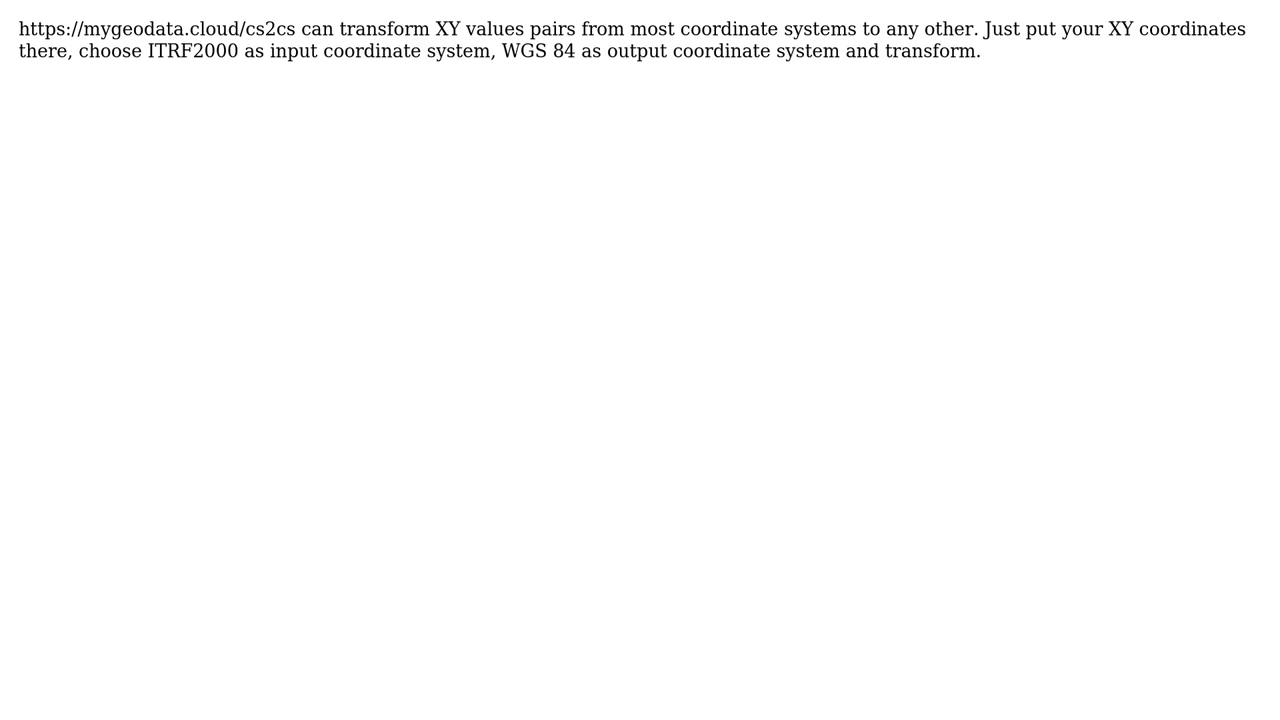 https://mygeodata.cloud/cs2cs can transform XY values pairs from most coordinate systems to any other. Just put your XY coordinates
there, choose ITRF2000 as input coordinate system, WGS 84 as output coordinate system and transform.